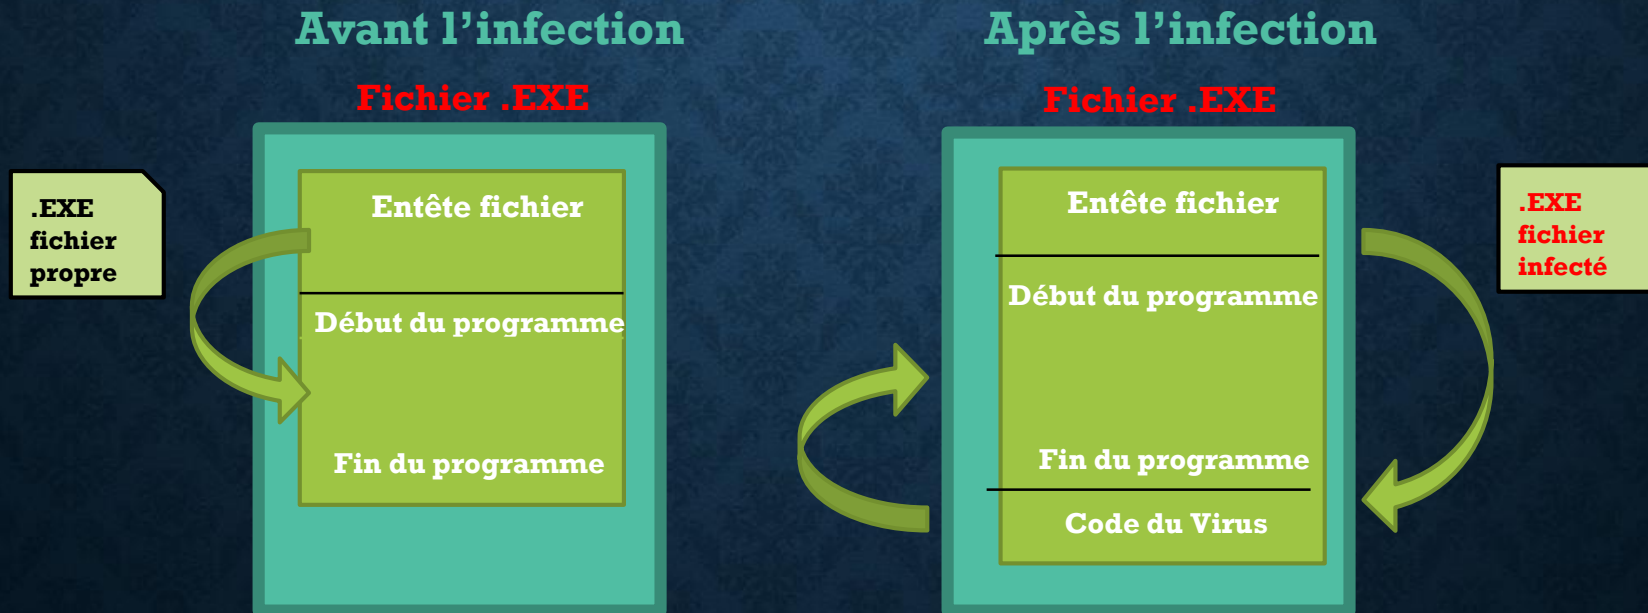 Avant l'infection
Fichier .EXE
.EXE
fichier
propre
Entête fichier
Début du programme
Fin du programme
Après l'infection
Fichier .EXE
Entête fichier
Début du programme
Fin du programme
Code du Virus
.EXE
fichier
infecté